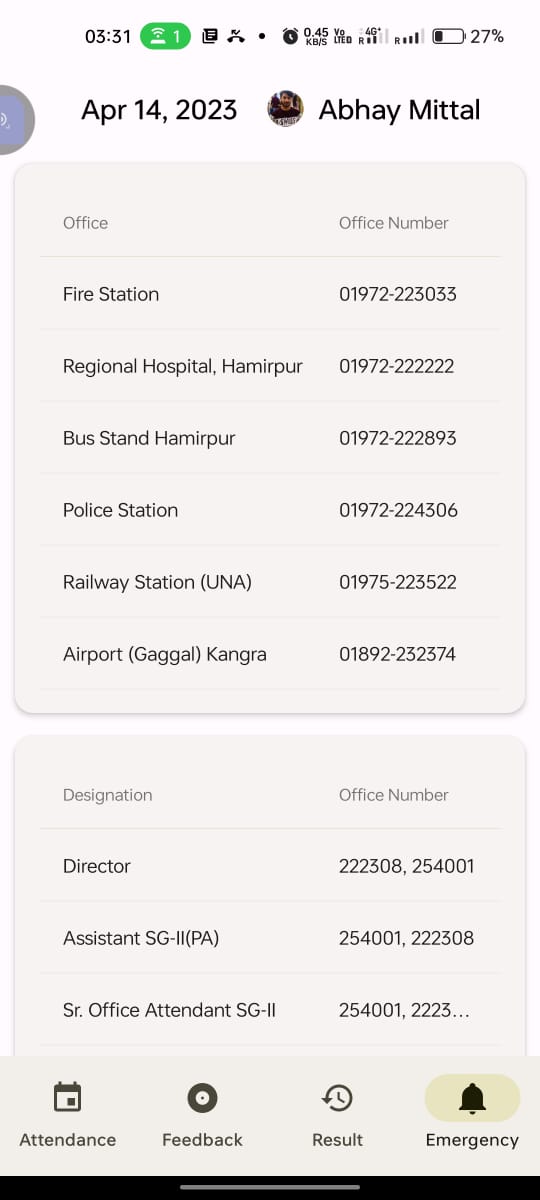 03:31 1 0.45 KB/S Vo LTED 4G+ R R 27%
Apr 14, 2023 Abhay Mittal
Office Office Number
Fire Station 01972-223033
Regional Hospital, Hamirpur 01972-222222
Bus Stand Hamirpur 01972-222893
Police Station 01972-224306
Railway Station (UNA) 01975-223522
Airport (Gaggal) Kangra 01892-232374
Designation Office Number
Director 222308, 254001
Assistant SG-II(PA) 254001, 222308
Sr. Office Attendant SG-II 254001, 2223...
Attendance Feedback Result Emergency